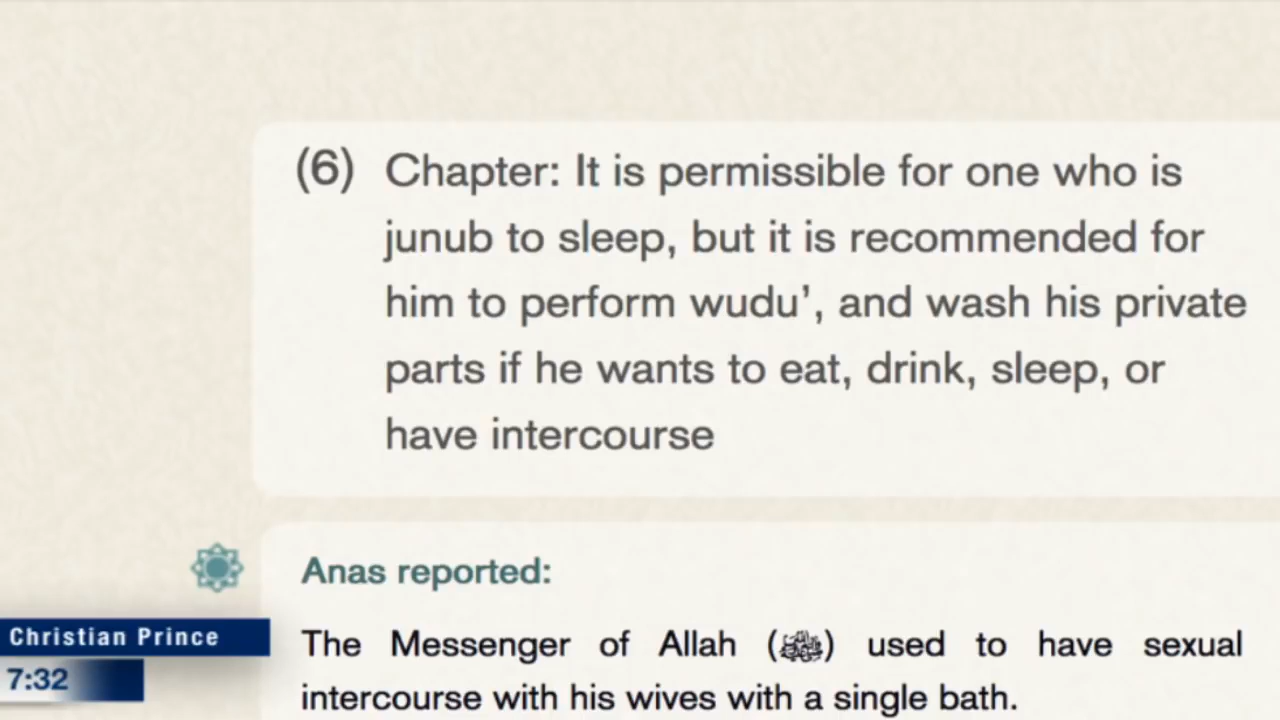 (6) Chapter: It is permissible for one who is
junub to sleep, but it is recommended for
him to perform wudu’, and wash his private
parts if he wants to eat, drink, sleep, or
have intercourse
Anas reported:
The Messenger of Allah (ﷺ) used to have sexual
intercourse with his wives with a single bath.
Christian Prince
7:32